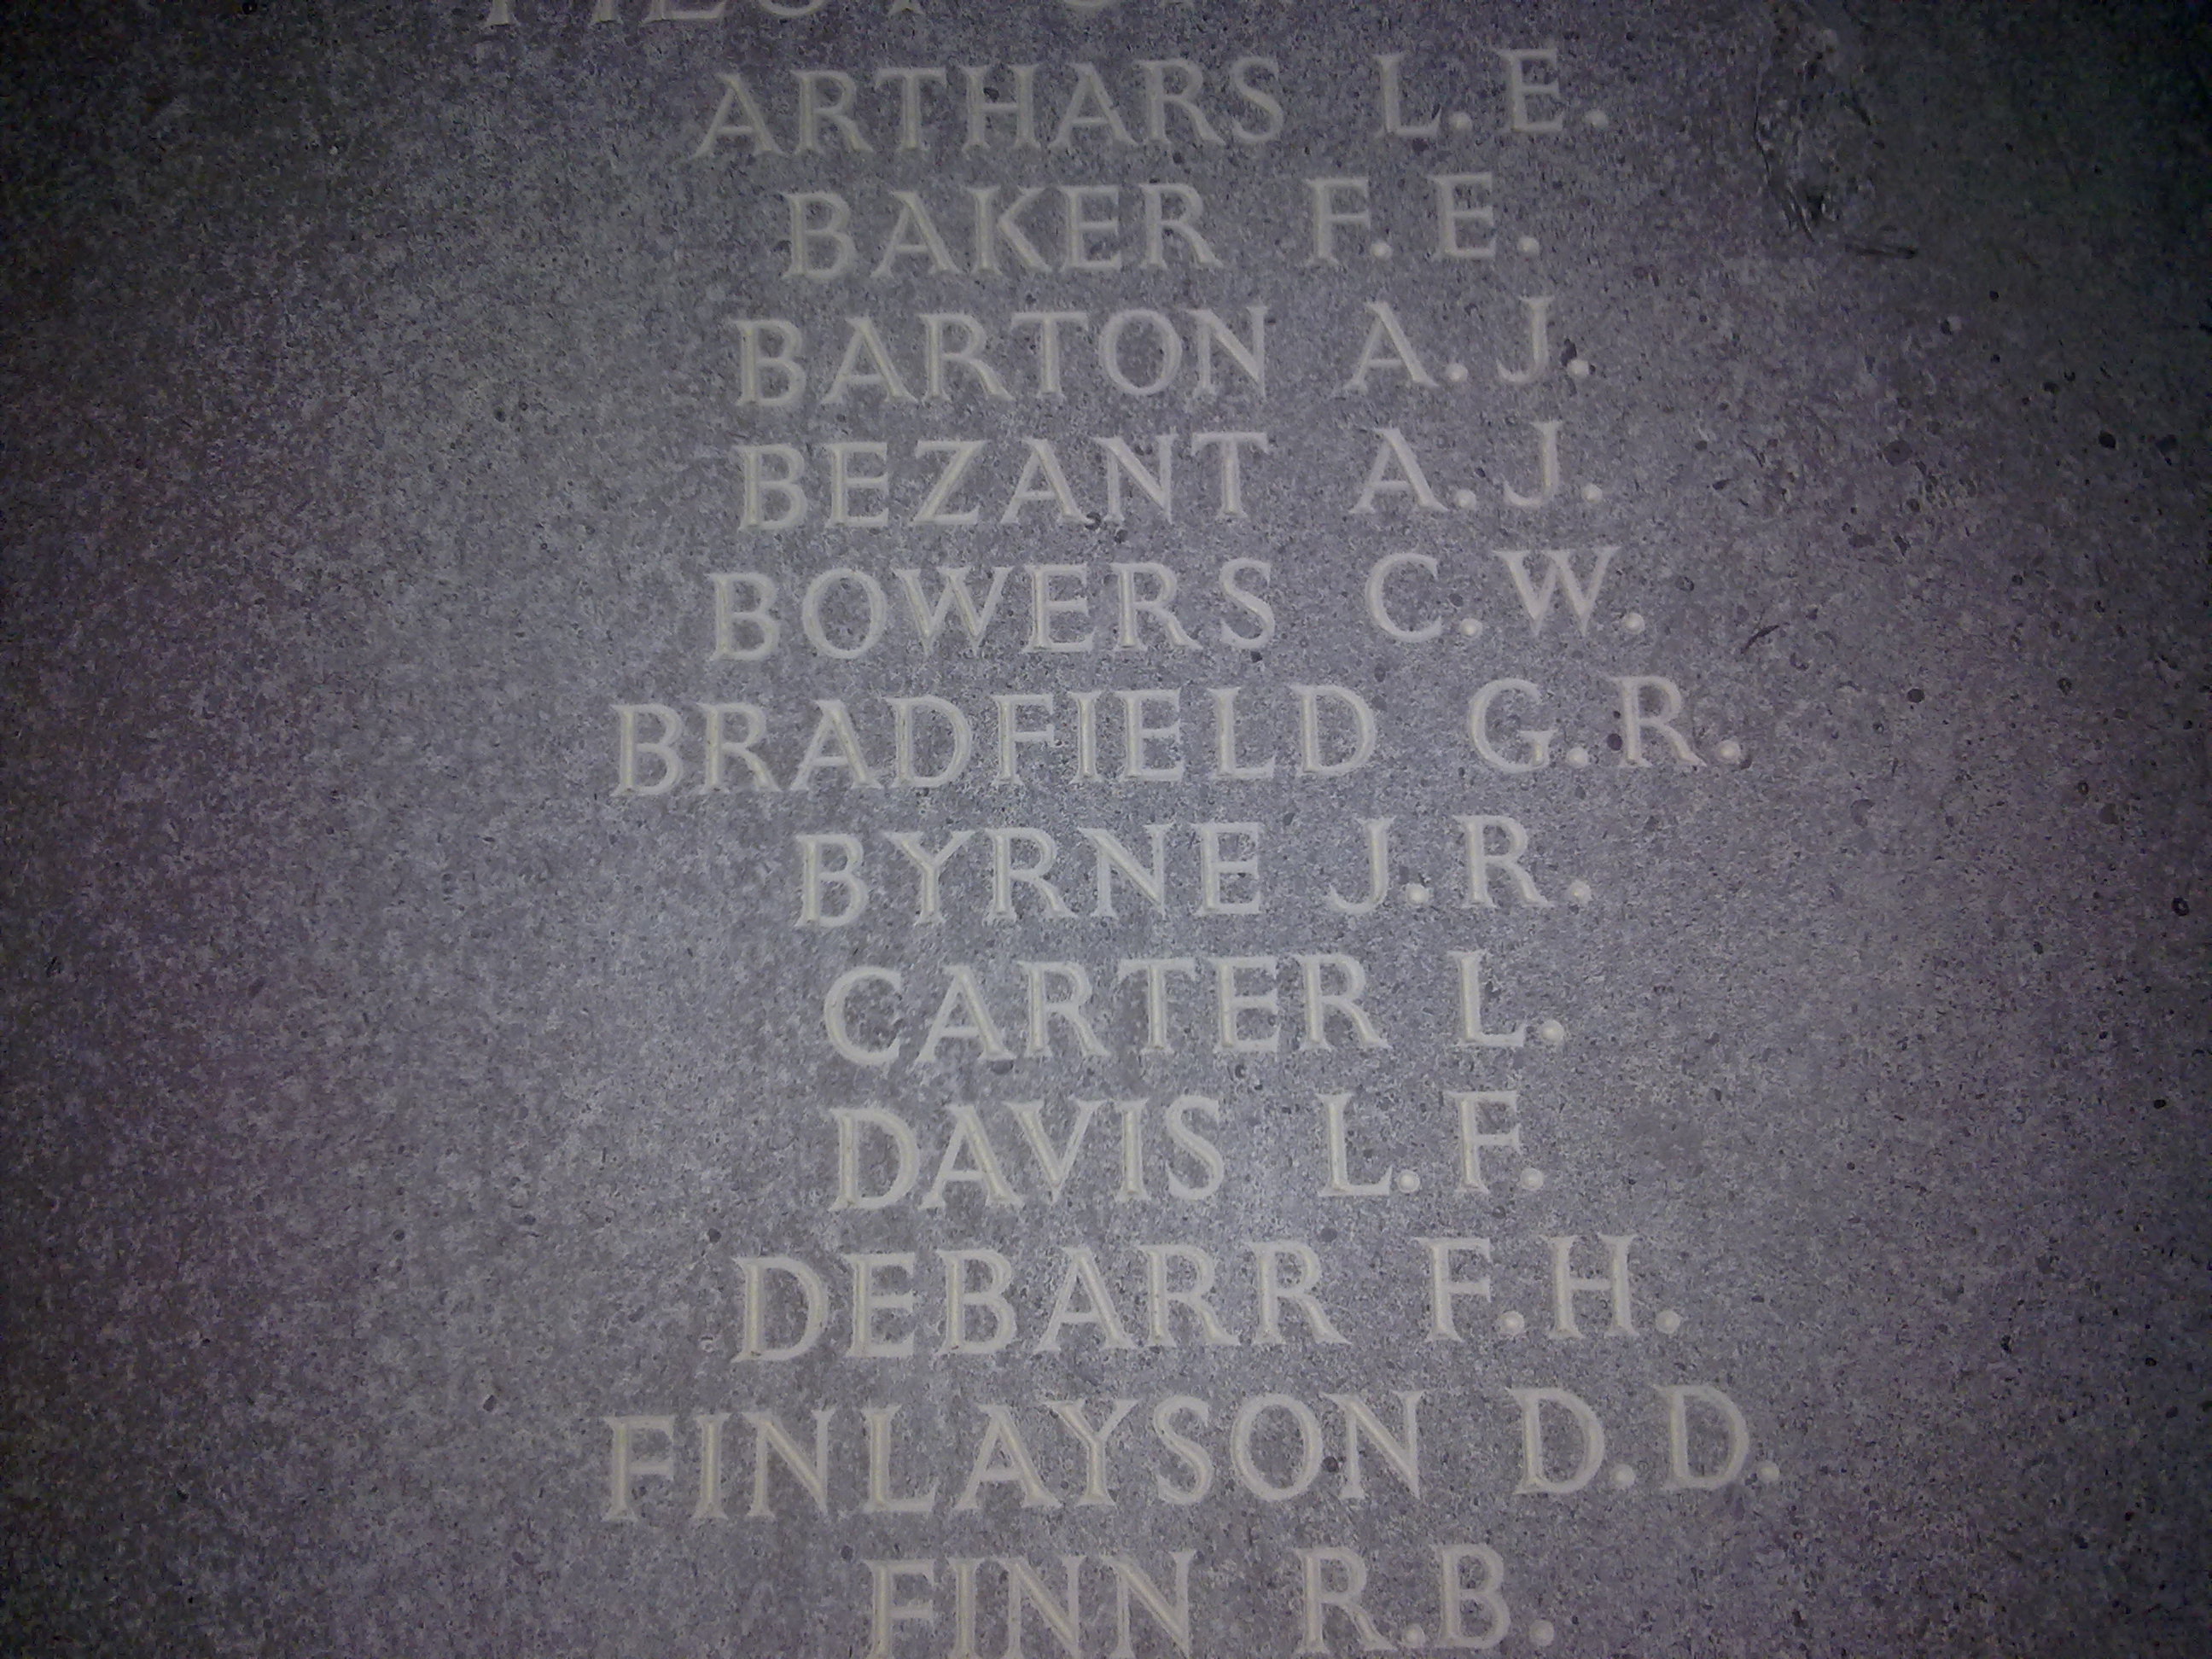 ARTHARS L.E.
BAKER F.E.
BARTON A.J.
BEZANT A.J.
BOWERS C.W.
BRADFIELD G.R.
BYRNE J.R.
CARTER L.
DAVIS L.F.
DEBARR F.H.
FINLAYSON D.D.
FINN R.B.